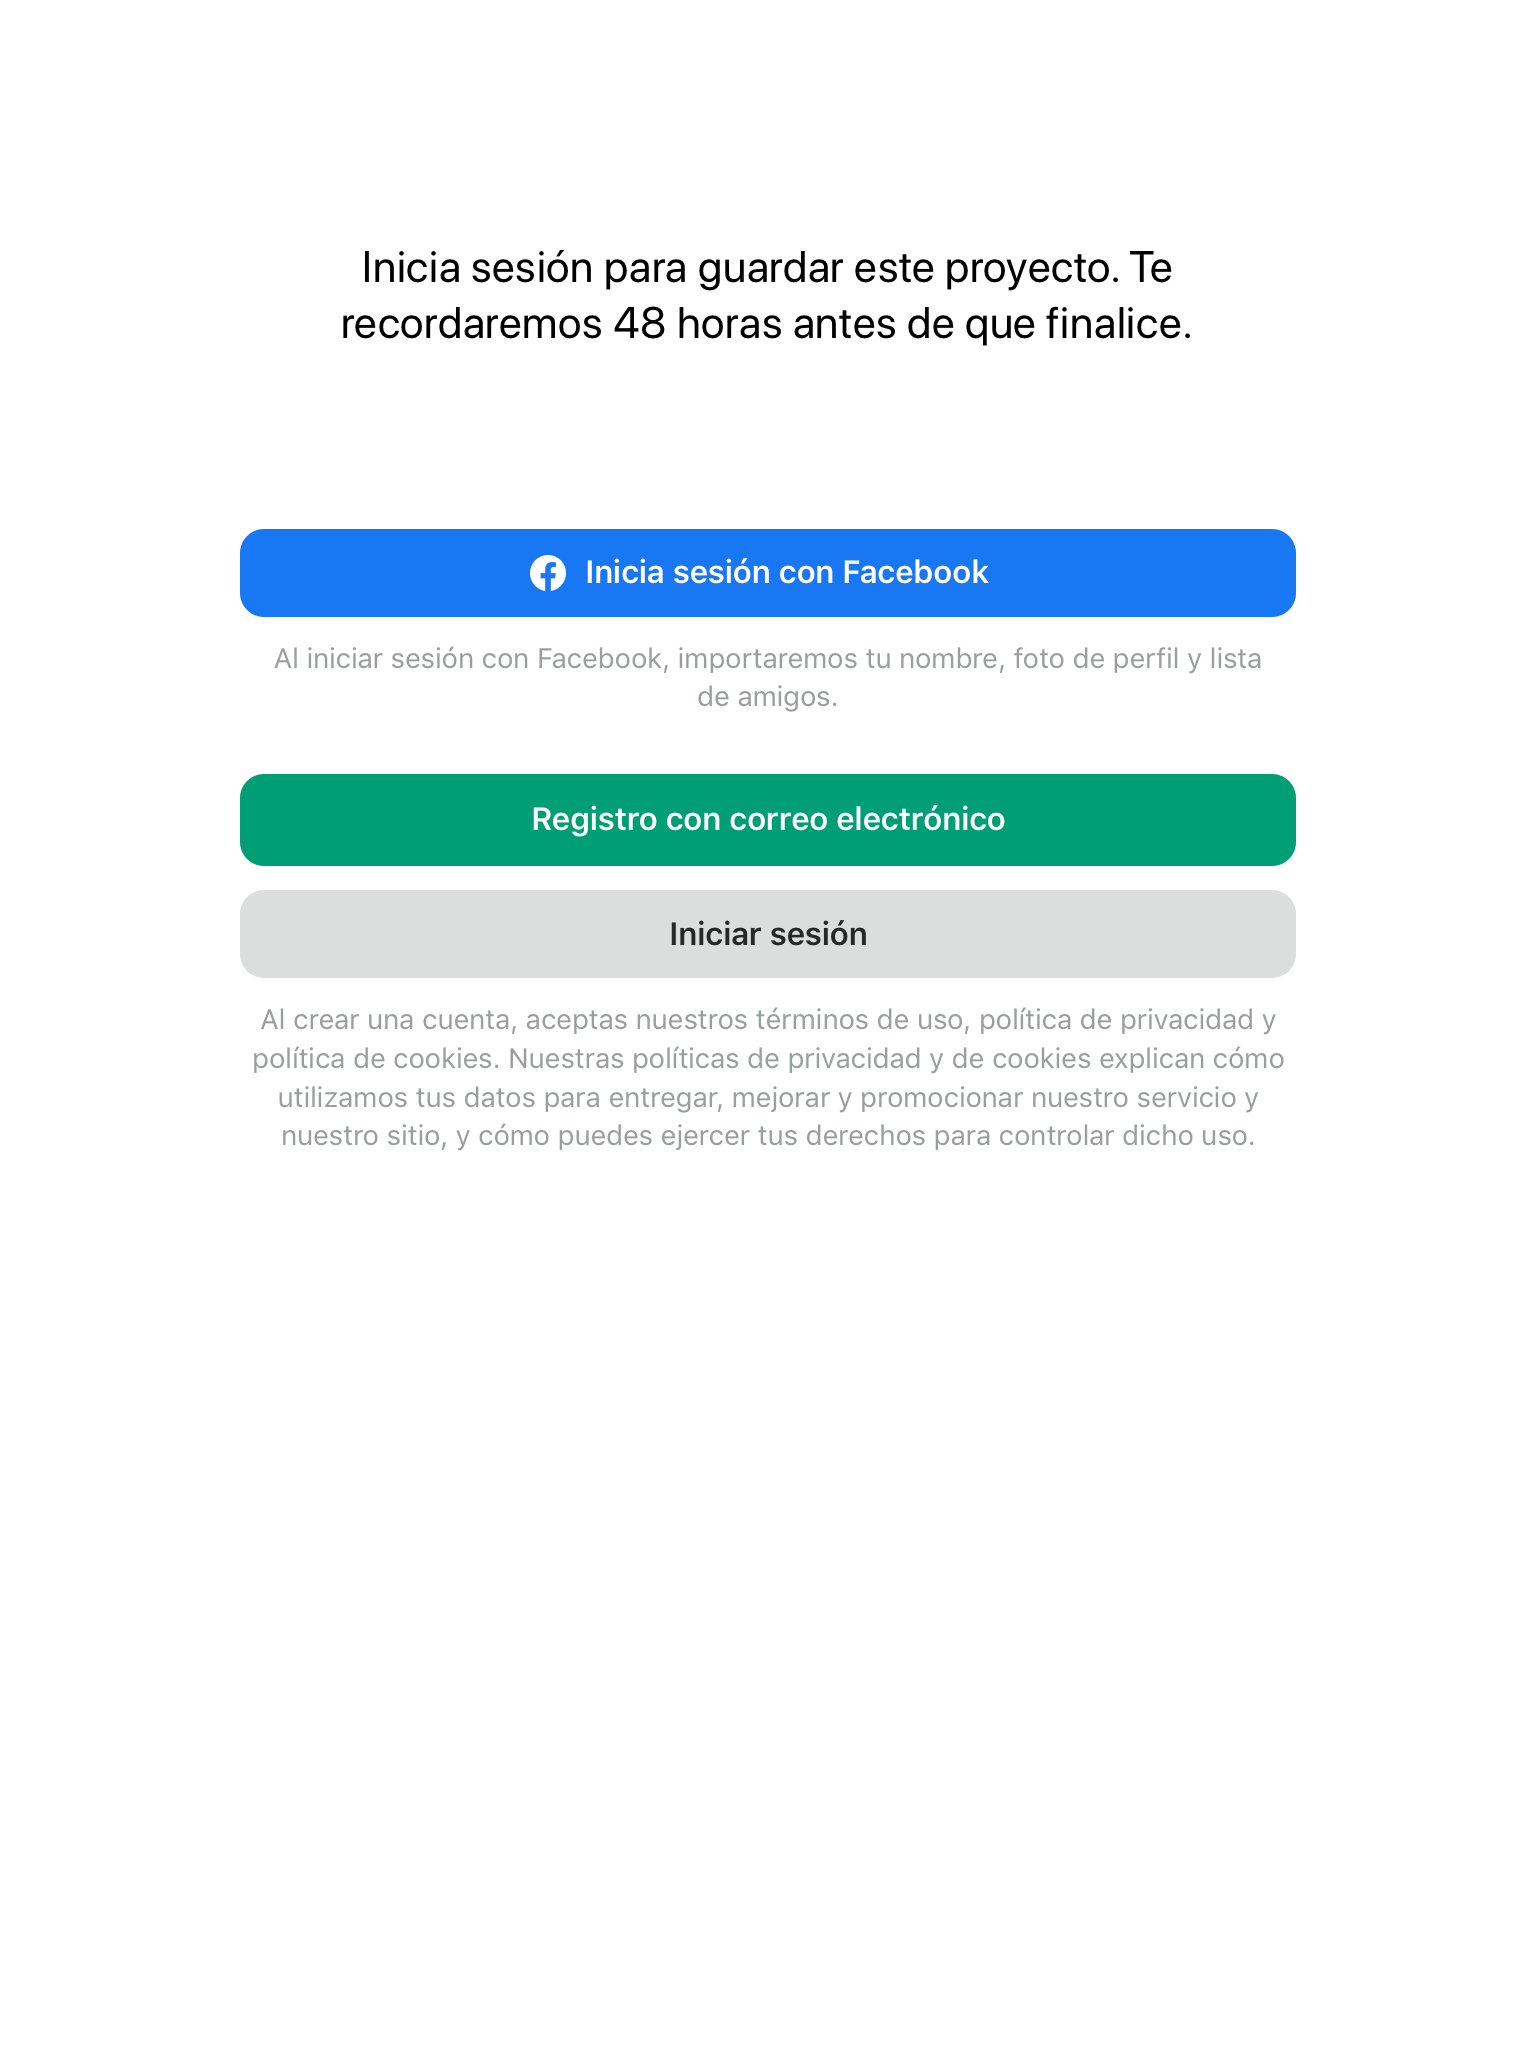 Inicia sesión para guardar este proyecto. Te
recordaremos 48 horas antes de que finalice.
Inicia sesión con Facebook
Al iniciar sesión con Facebook, importaremos tu nombre, foto de perfil y lista
de amigos.
Registro con correo electrónico
Iniciar sesión
Al crear una cuenta, aceptas nuestros términos de uso, política de privacidad y
política de cookies. Nuestras políticas de privacidad y de cookies explican cómo
utilizamos tus datos para entregar, mejorar y promocionar nuestro servicio y
nuestro sitio, y cómo puedes ejercer tus derechos para controlar dicho uso.